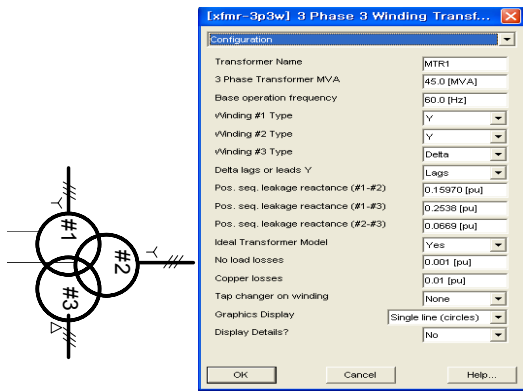 [xfmr-3p3w] 3 Phase 3 Winding Transf...
Configuration
Transformer Name MTR1
3 Phase Transformer MVA 45.0 [MVA]
Base operation frequency 60.0 [Hz]
Winding #1 Type Y
Winding #2 Type Y
Winding #3 Type Delta
Delta lags or leads Y Lags
Pos. seq. leakage reactance (#1-#2) 0.15970 [pu]
Pos. seq. leakage reactance (#1-#3) 0.2538 [pu]
Pos. seq. leakage reactance (#2-#3) 0.0669 [pu]
Ideal Transformer Model Yes
No load losses 0.001 [pu]
Copper losses 0.01 [pu]
Tap changer on winding None
Graphics Display Single line (circles)
Display Details? No
OK Cancel Help...
#1
#2
#3